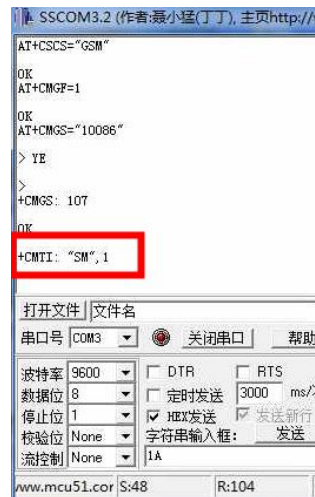 SSCOM3.2 (作者:聂小猛(丁丁), 主页http://
AT+CSCS="GSM"
OK
AT+CMGF=1
OK
AT+CMGS="10086"
> YE
>
+CMGS: 107
OK
+CMTI: "SM",1
打开文件 文件名
串口号 COM3 关闭串口 帮助
波特率 9600 DTR RTS
数据位 8 定时发送 3000 ms/
停止位 1 HEX发送 发送新行
校验位 None 字符串输入框: 发送
流控制 None 1A
www.mcu51.cor S:48 R:104